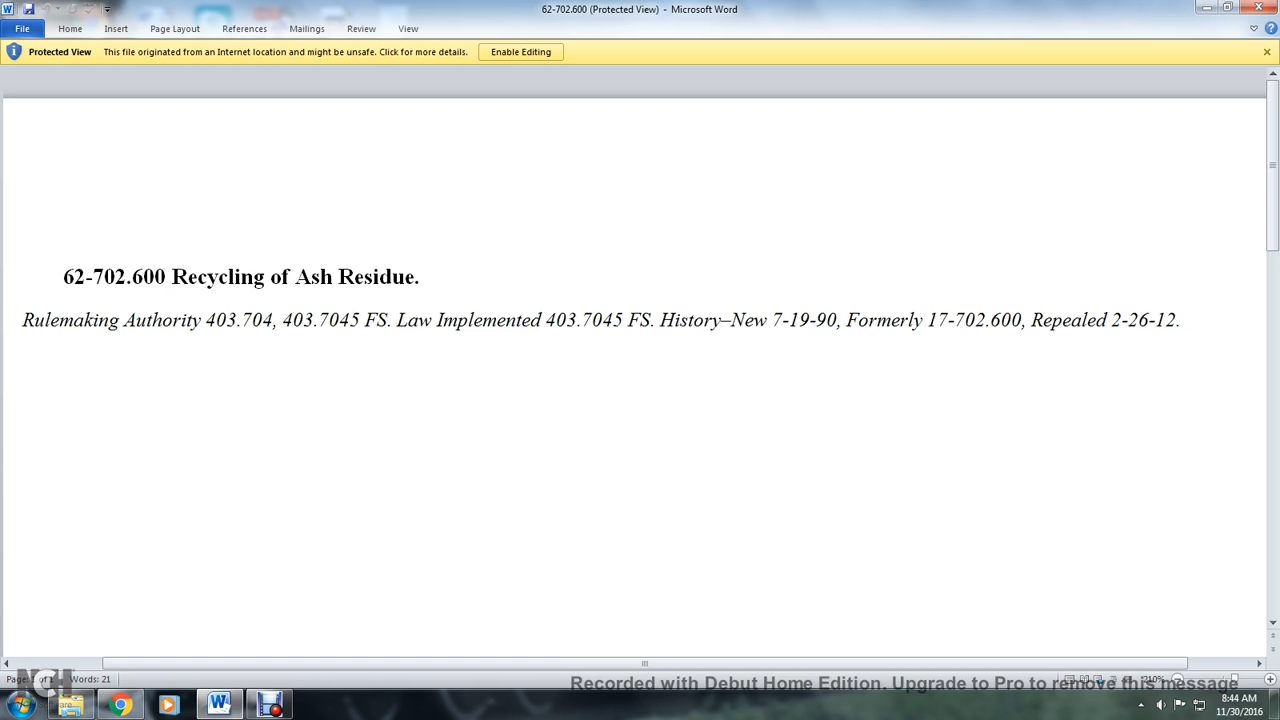 62-702.600 (Protected View) - Microsoft Word
File Home Insert Page Layout References Mailings Review View
Protected View This file originated from an Internet location and might be unsafe. Click for more details. Enable Editing
62-702.600 Recycling of Ash Residue.
Rulemaking Authority 403.704, 403.7045 FS. Law Implemented 403.7045 FS. History–New 7-19-90, Formerly 17-702.600, Repealed 2-26-12.
Words: 21
210%
NCH
Recorded with Debut Home Edition. Upgrade to Pro to remove this message
8:44 AM
11/30/2016